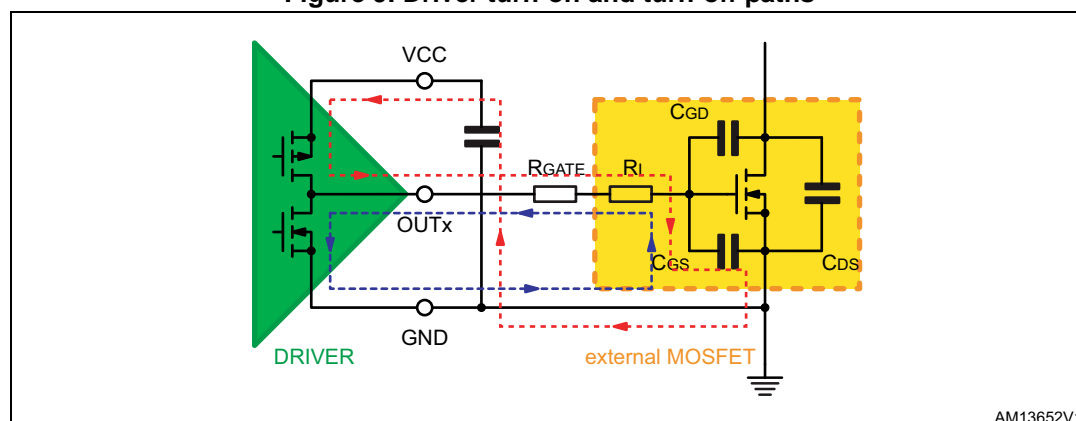 VCC
CGD
RGATE
RI
OUTx
CGS
CDS
GND
DRIVER
external MOSFET